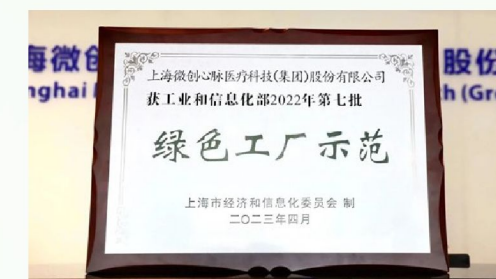 海微创
股份
nghai
h (Gr
上海微创心脉医疗科技(集团)股份有限公司
获工业和信息化部2022年第七批
绿色工厂示范
上海市经济和信息化委员会 制
二〇二三年四月